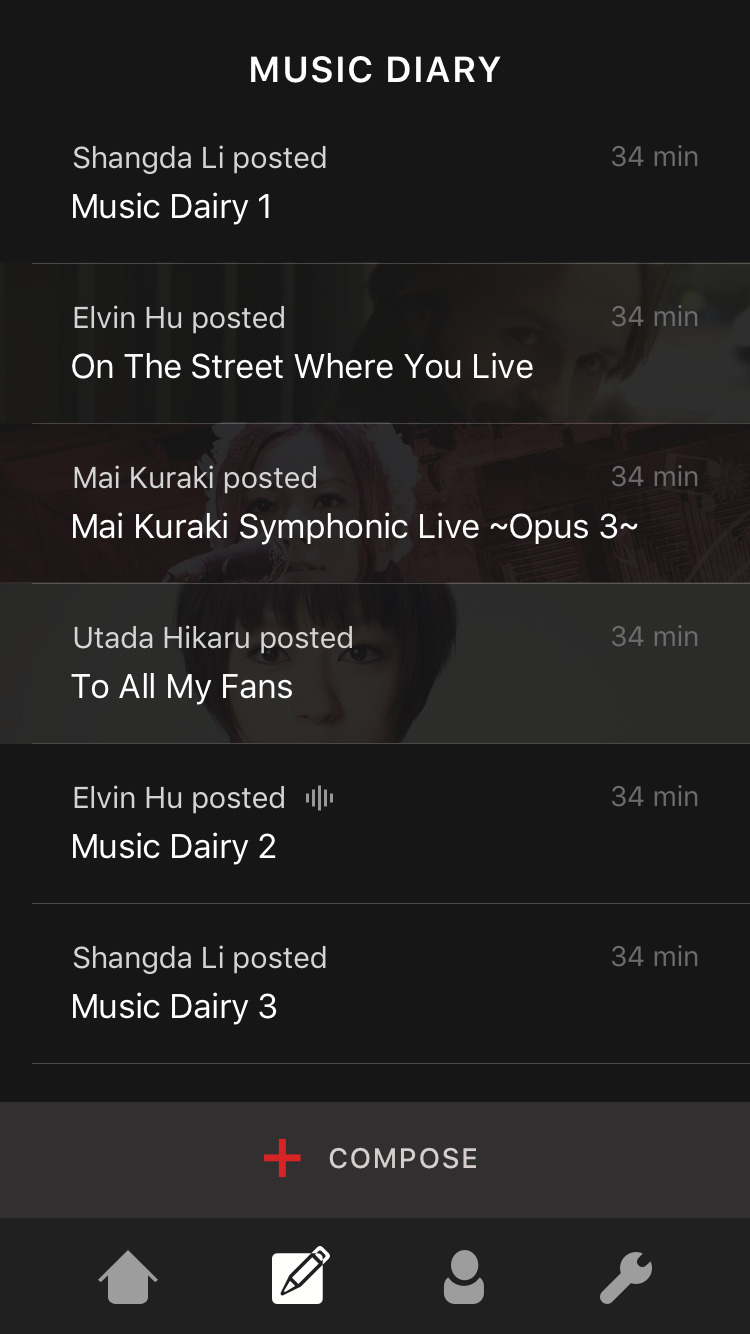 MUSIC DIARY
Shangda Li posted 34 min
Music Dairy 1
Elvin Hu posted 34 min
On The Street Where You Live
Mai Kuraki posted 34 min
Mai Kuraki Symphonic Live ~Opus 3~
Utada Hikaru posted 34 min
To All My Fans
Elvin Hu posted 34 min
Music Dairy 2
Shangda Li posted 34 min
Music Dairy 3
COMPOSE